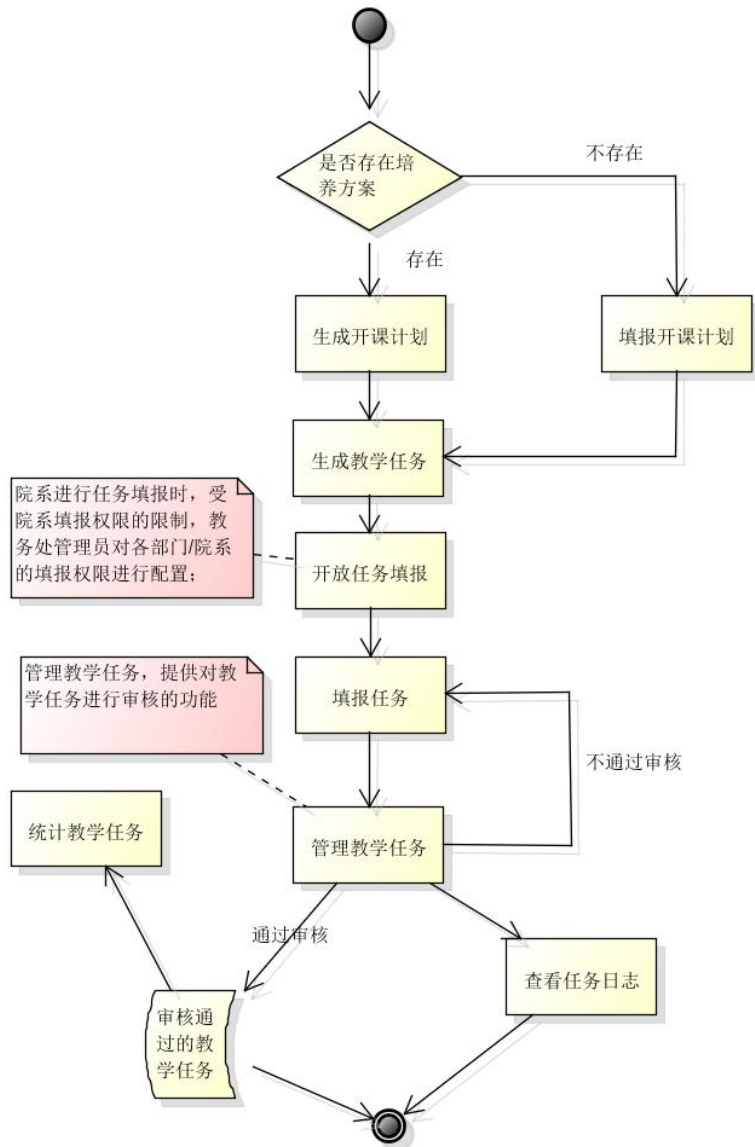 是否存在培
养方案
不存在
存在
生成开课计划
填报开课计划
生成教学任务
院系进行任务填报时，受
院系填报权限的限制，教
务处管理员对各部门/院系
的填报权限进行配置；
开放任务填报
管理教学任务，提供对教
学任务进行审核的功能
填报任务
不通过审核
统计教学任务
管理教学任务
通过审核
查看任务日志
审核通
过的教
学任务